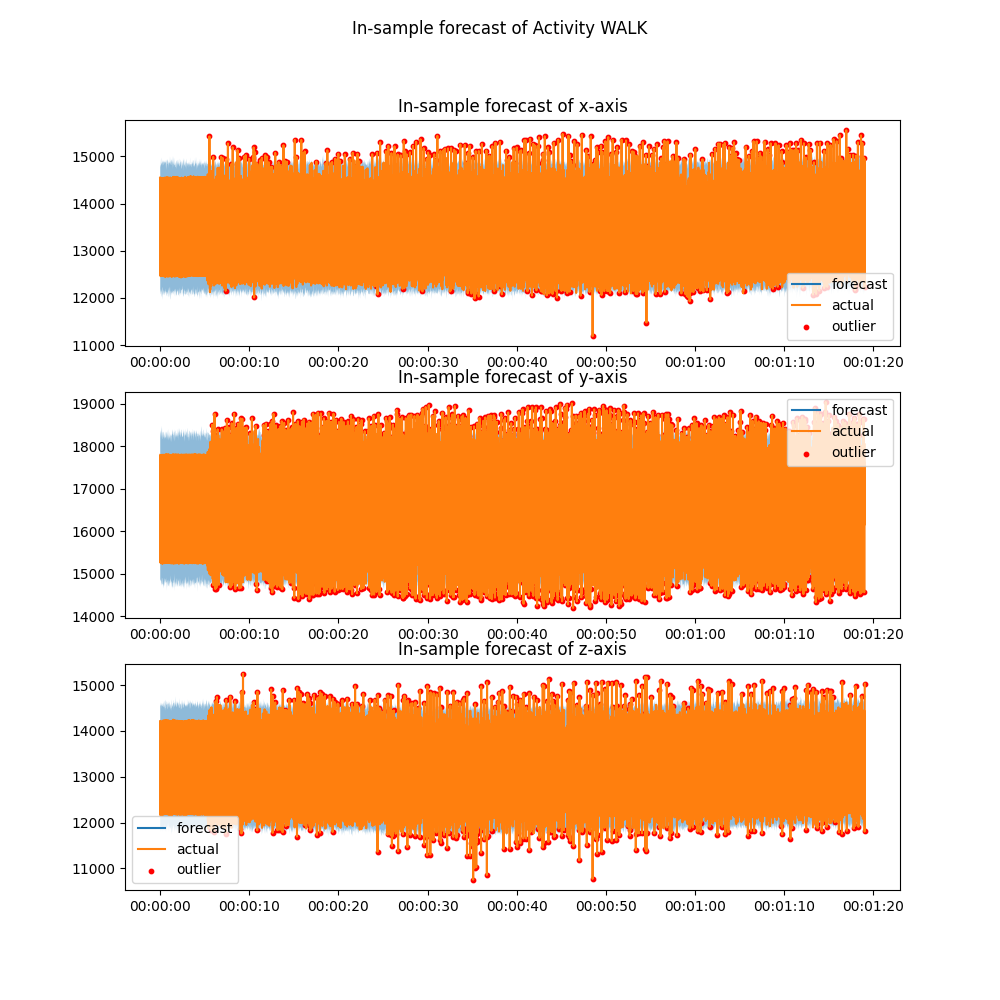 In-sample forecast of Activity WALK
In-sample forecast of x-axis
15000
14000
13000
12000
11000
forecast
actual
outlier
00:00:00 00:00:10 00:00:20 00:00:30 00:00:40 00:00:50 00:01:00 00:01:10 00:01:20
In-sample forecast of y-axis
19000
18000
17000
16000
15000
14000
forecast
actual
outlier
00:00:00 00:00:10 00:00:20 00:00:30 00:00:40 00:00:50 00:01:00 00:01:10 00:01:20
In-sample forecast of z-axis
15000
14000
13000
12000
11000
forecast
actual
outlier
00:00:00 00:00:10 00:00:20 00:00:30 00:00:40 00:00:50 00:01:00 00:01:10 00:01:20